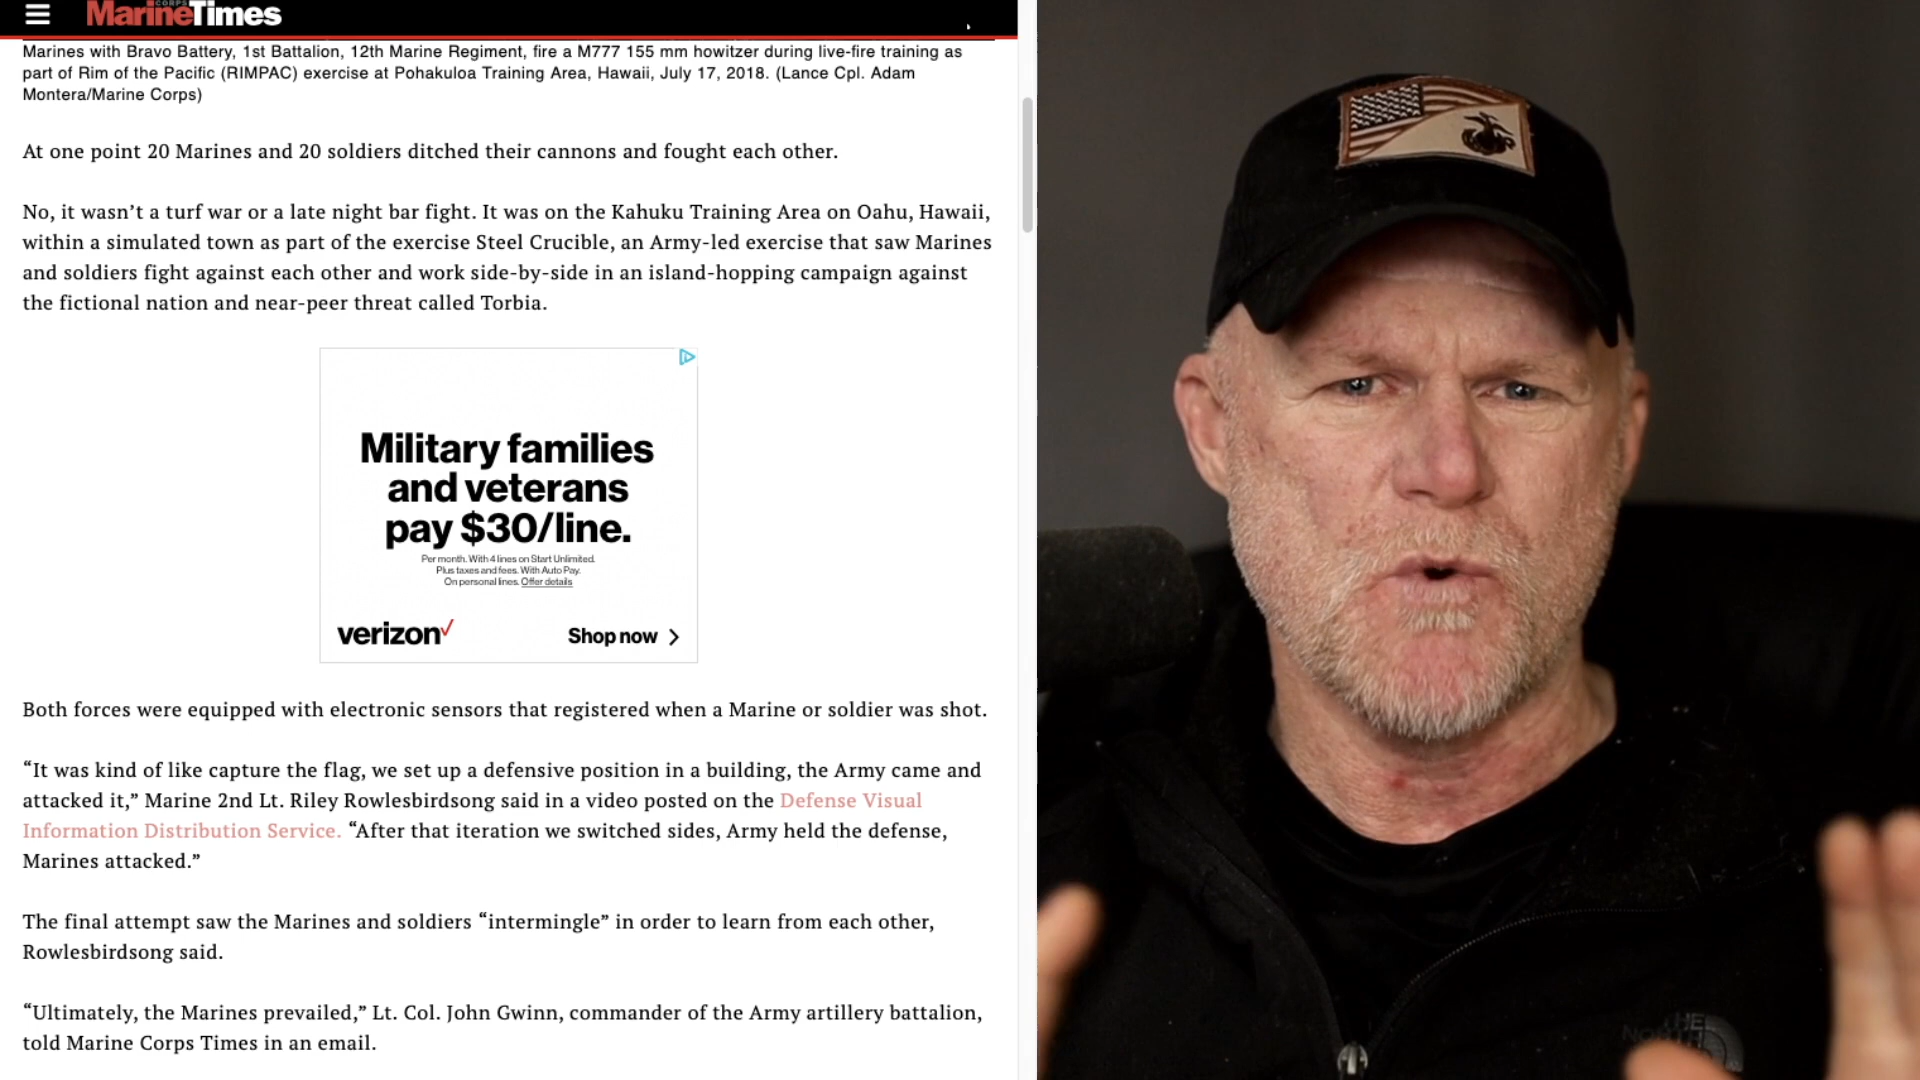 CORPS
MarineTimes
Marines with Bravo Battery, 1st Battalion, 12th Marine Regiment, fire a M777 155 mm howitzer during live-fire training as
part of Rim of the Pacific (RIMPAC) exercise at Pohakuloa Training Area, Hawaii, July 17, 2018. (Lance Cpl. Adam
Montera/Marine Corps)
At one point 20 Marines and 20 soldiers ditched their cannons and fought each other.
No, it wasn’t a turf war or a late night bar fight. It was on the Kahuku Training Area on Oahu, Hawaii,
within a simulated town as part of the exercise Steel Crucible, an Army-led exercise that saw Marines
and soldiers fight against each other and work side-by-side in an island-hopping campaign against
the fictional nation and near-peer threat called Torbia.
Military families
and veterans
pay $30/line.
Per month. With 4 lines on Start Unlimited.
Plus taxes and fees. With Auto Pay.
On personal lines. Offer details
verizon✓ Shop now >
Both forces were equipped with electronic sensors that registered when a Marine or soldier was shot.
“It was kind of like capture the flag, we set up a defensive position in a building, the Army came and
attacked it,” Marine 2nd Lt. Riley Rowlesbirdsong said in a video posted on the Defense Visual
Information Distribution Service. “After that iteration we switched sides, Army held the defense,
Marines attacked.”
The final attempt saw the Marines and soldiers “intermingle” in order to learn from each other,
Rowlesbirdsong said.
“Ultimately, the Marines prevailed,” Lt. Col. John Gwinn, commander of the Army artillery battalion,
told Marine Corps Times in an email.
THE
NORTH